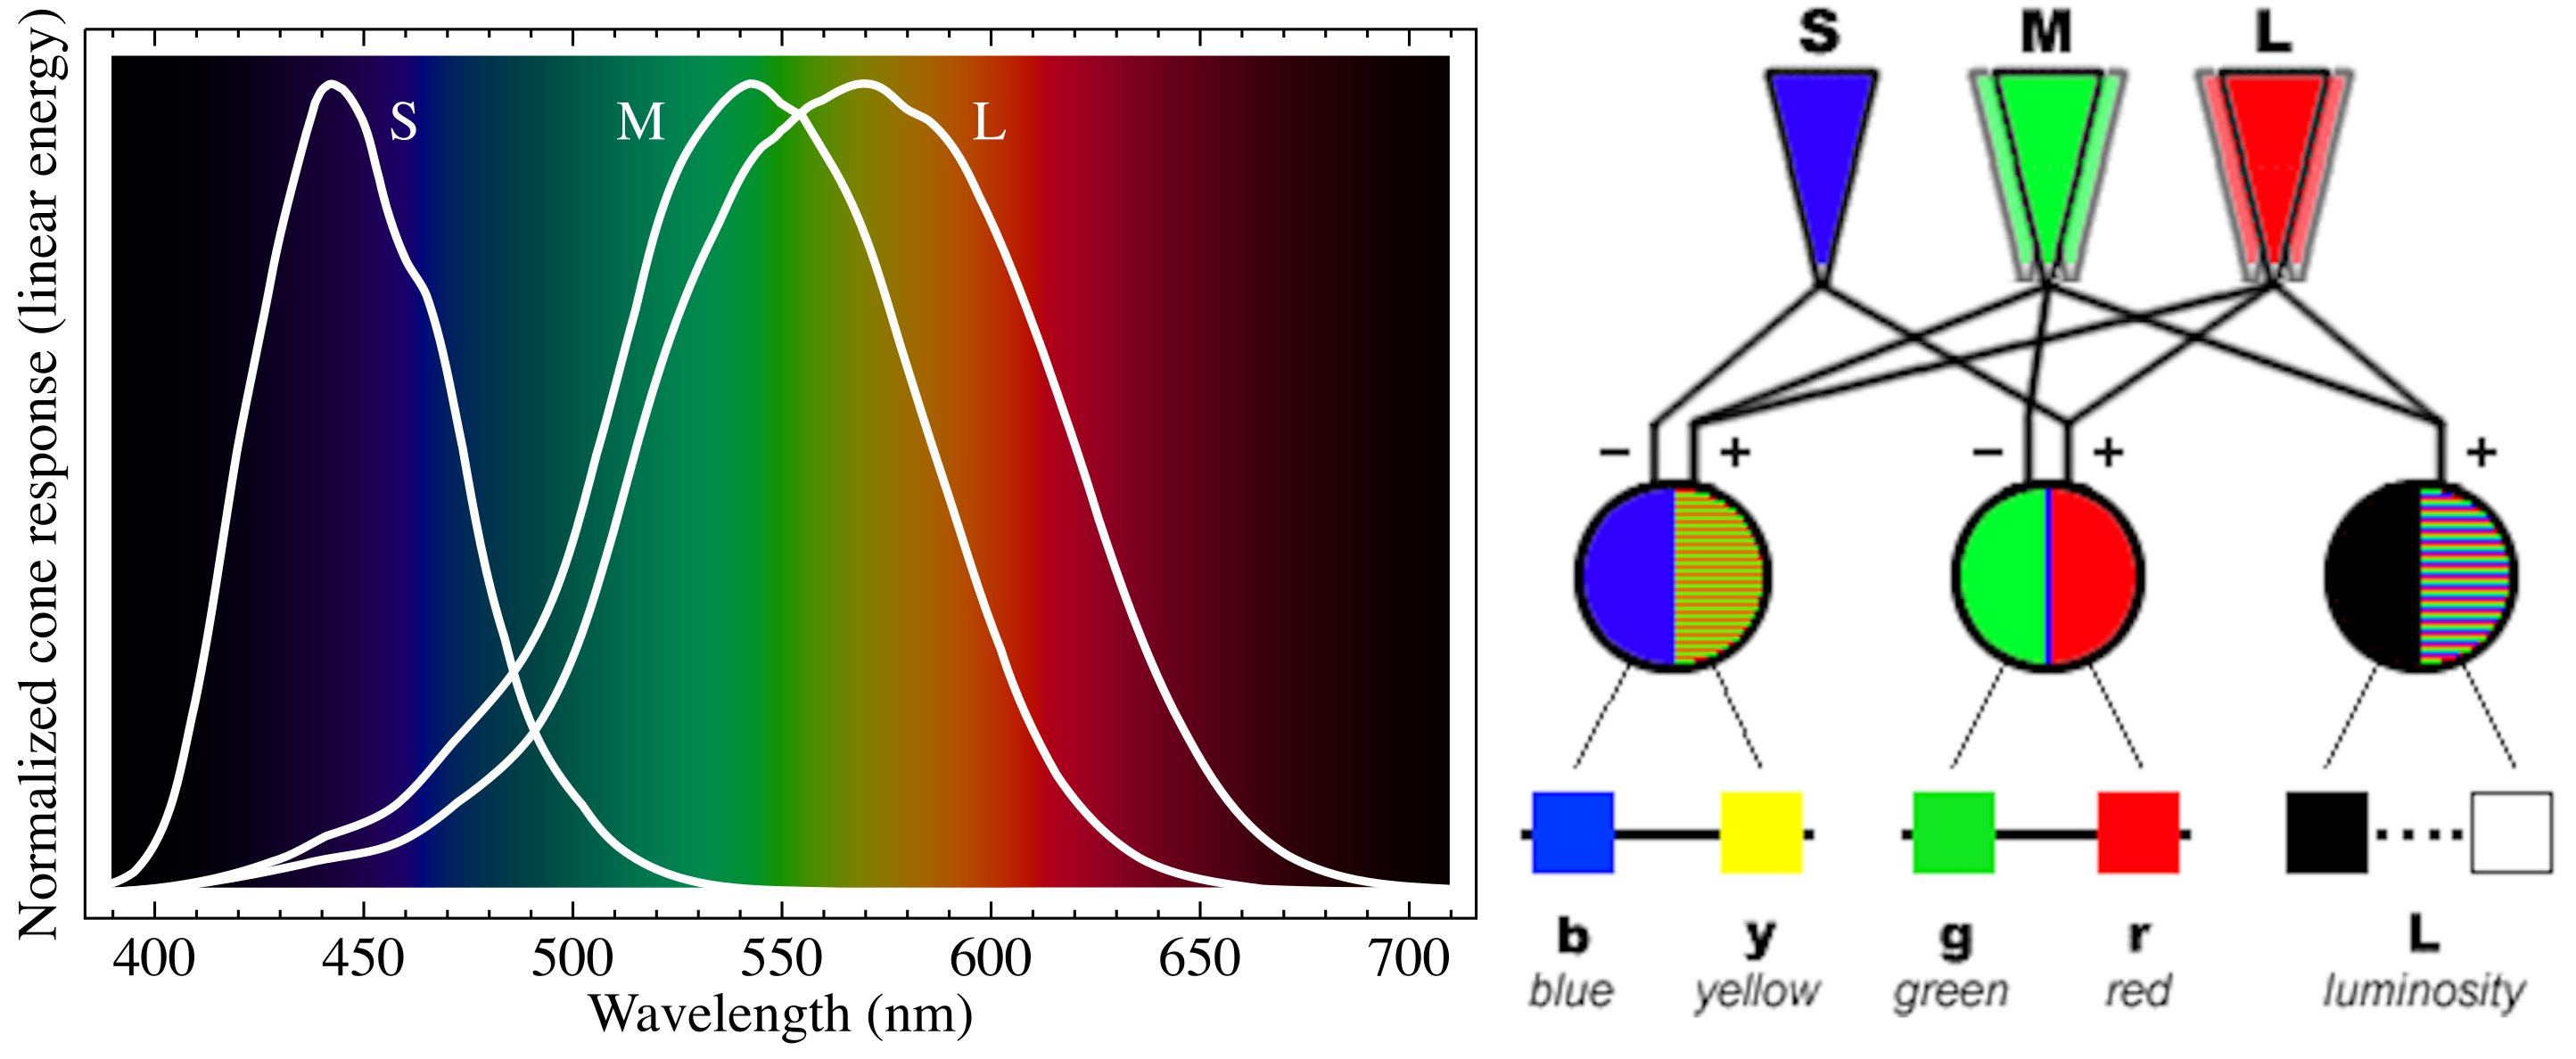 Normalized cone response (linear energy)
S
M
L
400 450 500 550 600 650 700
Wavelength (nm)
S M L
− + − + +
b y g r L
blue yellow green red luminosity